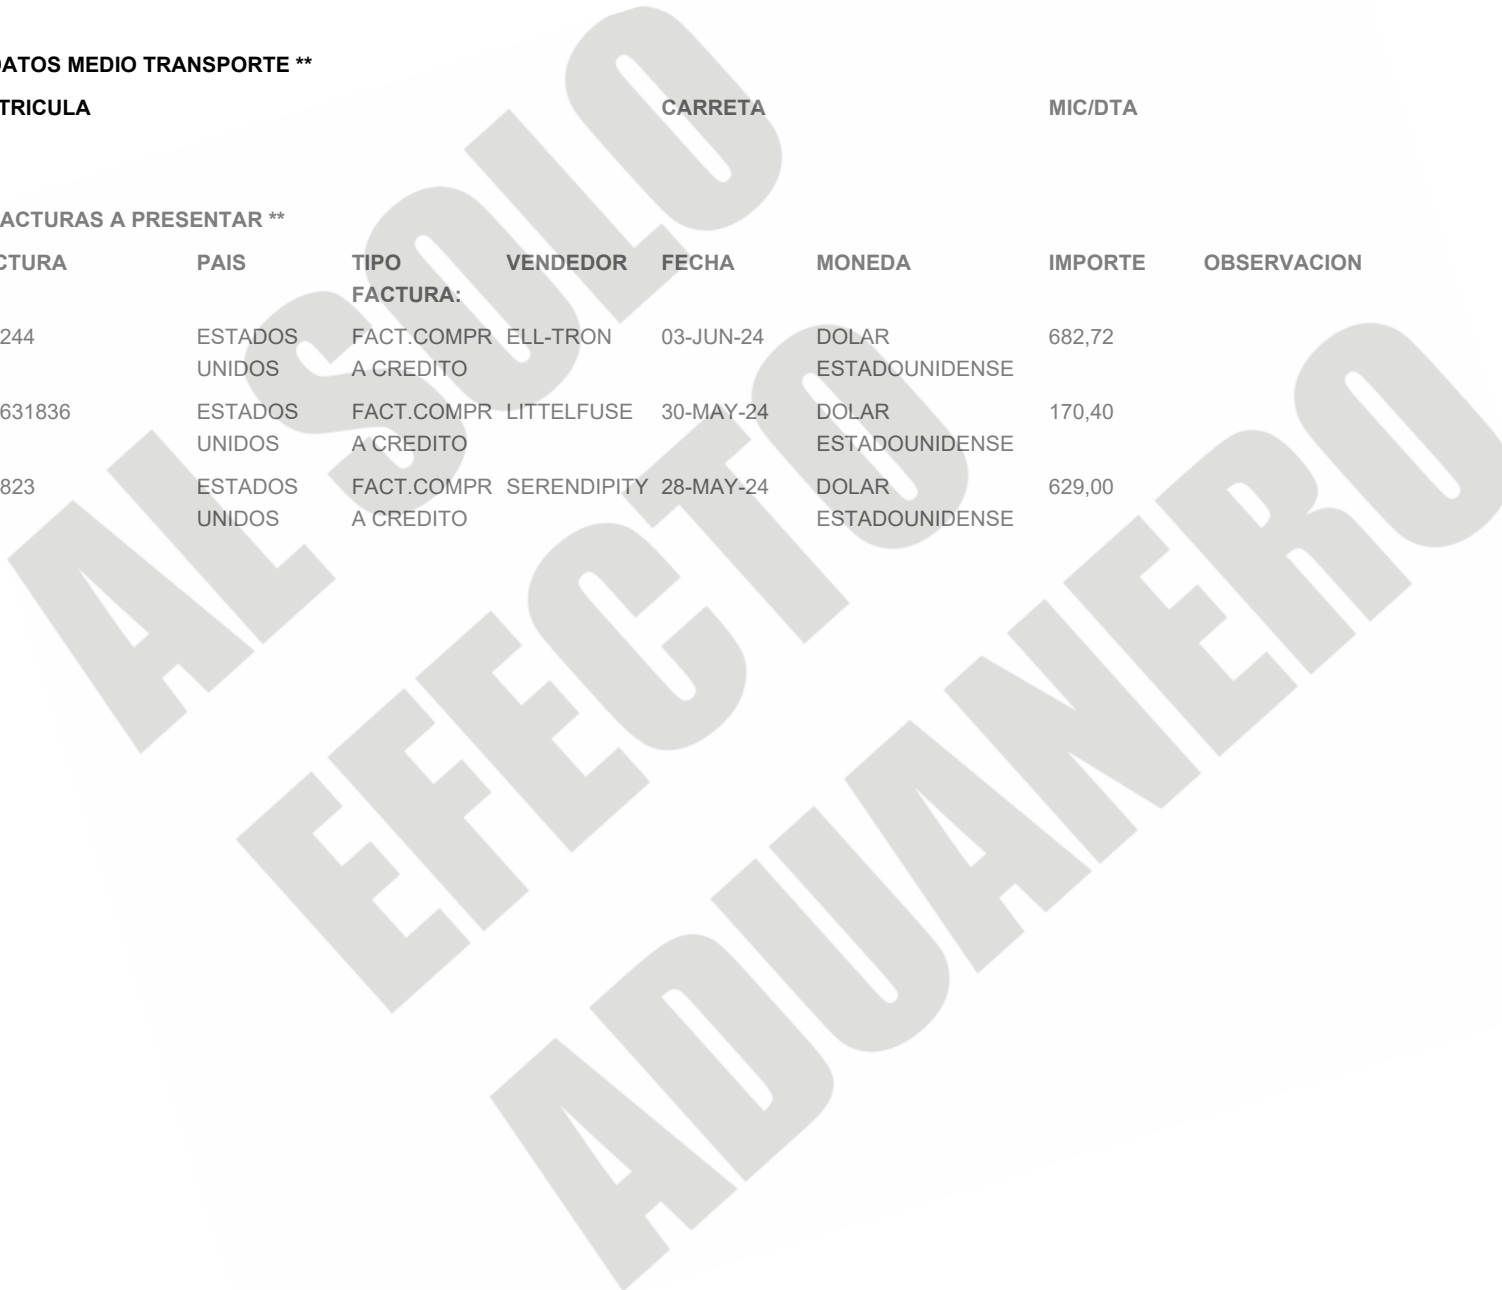 DATOS MEDIO TRANSPORTE **
TRICULA CARRETA MIC/DTA
ACTURAS A PRESENTAR **
CTURA PAIS TIPO VENDEDOR FECHA MONEDA IMPORTE OBSERVACION
FACTURA:
244 ESTADOS FACT.COMPR ELL-TRON 03-JUN-24 DOLAR 682,72
UNIDOS A CREDITO ESTADOUNIDENSE
631836 ESTADOS FACT.COMPR LITTELFUSE 30-MAY-24 DOLAR 170,40
UNIDOS A CREDITO ESTADOUNIDENSE
823 ESTADOS FACT.COMPR SERENDIPITY 28-MAY-24 DOLAR 629,00
UNIDOS A CREDITO ESTADOUNIDENSE
AL SOLO
EFECTO
ADUANERO